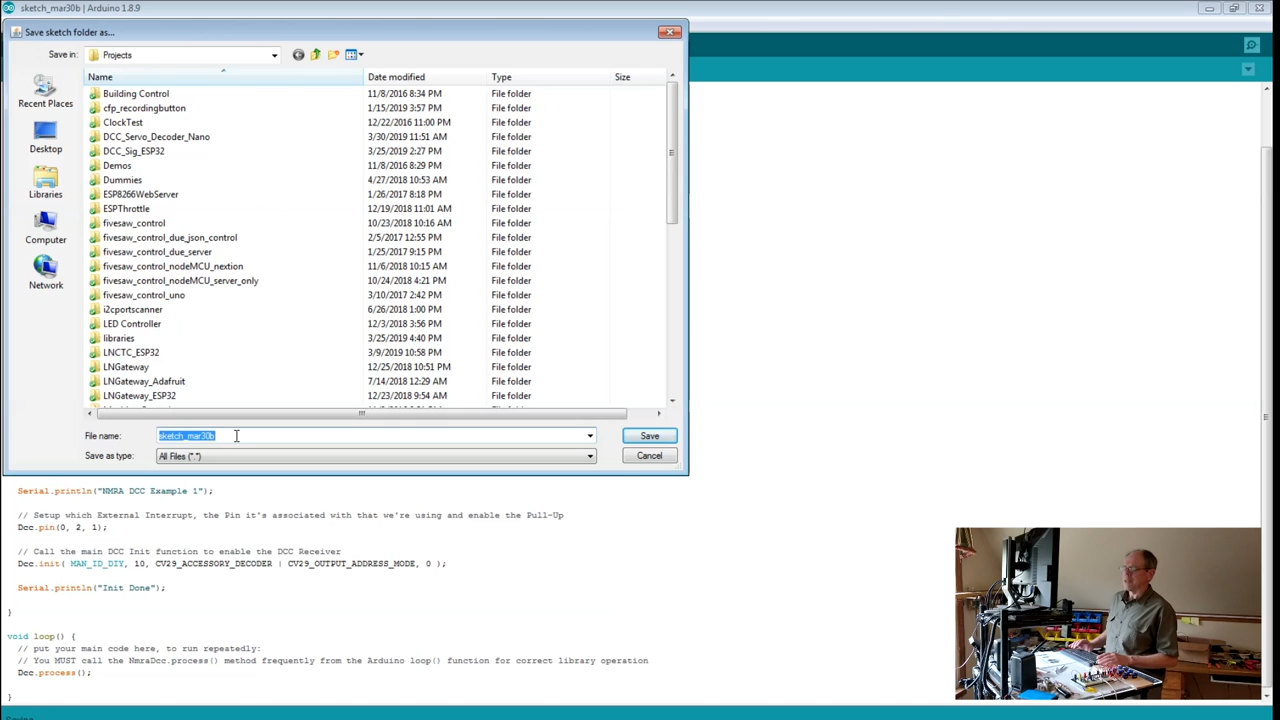 sketch_mar30b | Arduino 1.8.9
Save sketch folder as...
Save in: Projects
Name Date modified Type Size
Building Control 11/8/2016 8:34 PM File folder
cfp_recordingbutton 1/15/2019 3:57 PM File folder
ClockTest 12/22/2016 11:00 PM File folder
DCC_Servo_Decoder_Nano 3/30/2019 11:51 AM File folder
DCC_Sig_ESP32 3/25/2019 2:27 PM File folder
Demos 11/8/2016 8:29 PM File folder
Dummies 4/27/2018 10:53 AM File folder
ESP8266WebServer 1/26/2017 8:18 PM File folder
ESPThrottle 12/19/2018 11:01 AM File folder
fivesaw_control 10/23/2018 10:16 AM File folder
fivesaw_control_due_json_control 2/5/2017 12:55 PM File folder
fivesaw_control_due_server 1/25/2017 9:15 PM File folder
fivesaw_control_nodeMCU_nextion 11/6/2018 10:15 AM File folder
fivesaw_control_nodeMCU_server_only 10/24/2018 4:21 PM File folder
fivesaw_control_uno 3/10/2017 2:42 PM File folder
i2cportscanner 6/26/2018 1:00 PM File folder
LED Controller 12/3/2018 3:56 PM File folder
libraries 3/25/2019 4:40 PM File folder
LNCTC_ESP32 3/9/2019 10:58 PM File folder
LNGateway 12/25/2018 10:51 PM File folder
LNGateway_Adafruit 7/14/2018 12:29 AM File folder
LNGateway_ESP32 12/23/2018 9:54 AM File folder
Recent Places
Desktop
Libraries
Computer
Network
File name: sketch_mar30b Save
Save as type: All Files (*.*) Cancel
Serial.println("NMRA DCC Example 1");
// Setup which External Interrupt, the Pin it's associated with that we're using and enable the Pull-Up
Dcc.pin(0, 2, 1);
// Call the main DCC Init function to enable the DCC Receiver
Dcc.init( MAN_ID_DIY, 10, CV29_ACCESSORY_DECODER | CV29_OUTPUT_ADDRESS_MODE, 0 );
Serial.println("Init Done");
}
void loop() {
// put your main code here, to run repeatedly:
// You MUST call the NmraDcc.process() method frequently from the Arduino loop() function for correct library operation
Dcc.process();
}